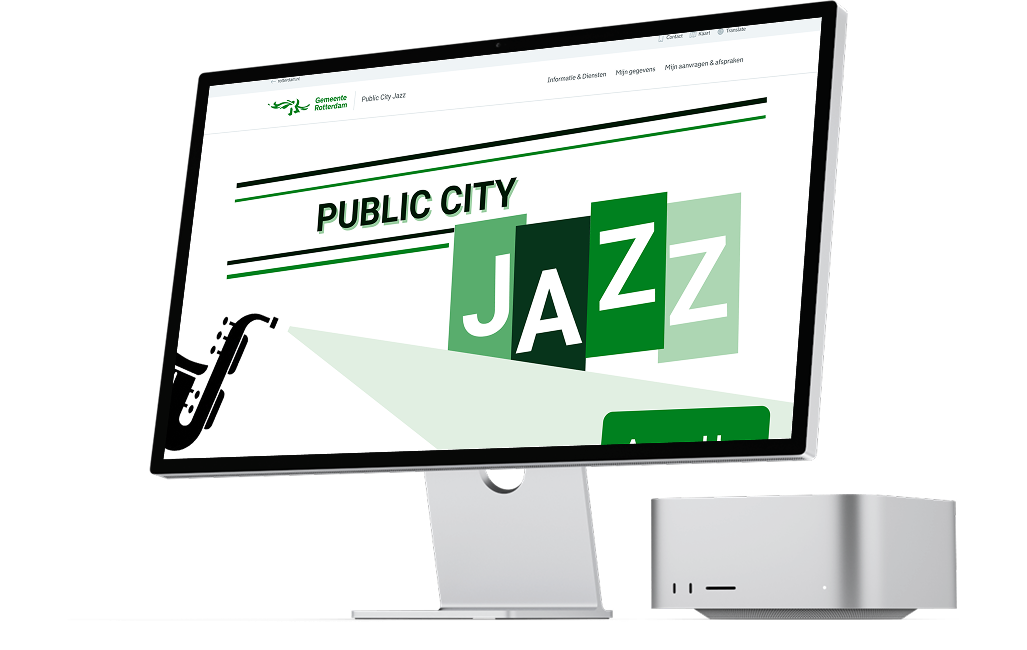 rotterdam.nl
Contact Kaart Translate
Gemeente
Rotterdam
Public City Jazz
Informatie & Diensten Mijn gegevens Mijn aanvragen & afspraken
PUBLIC CITY
JAZZ